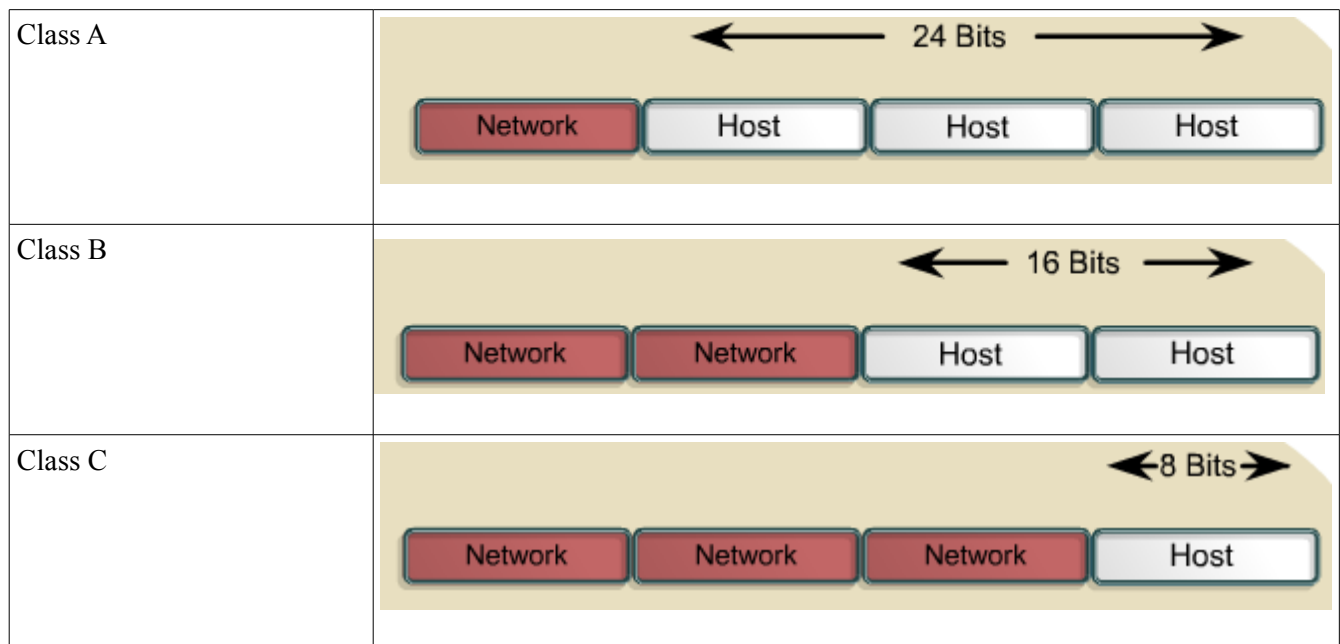 Class A
24 Bits
Network Host Host Host
Class B
16 Bits
Network Network Host Host
Class C
8 Bits
Network Network Network Host